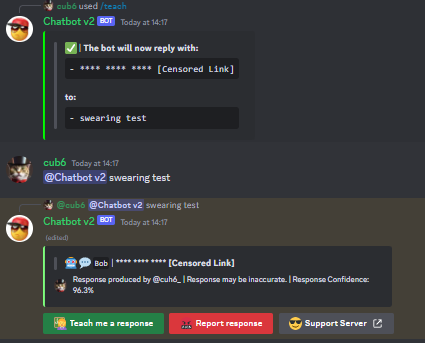 cub6 used /teach
Chatbot v2 BOT Today at 14:17
| The bot will now reply with:
- **** **** **** [Censored Link]
to:
- swearing test
cub6 Today at 14:17
@Chatbot v2 swearing test
@cub6 @Chatbot v2 swearing test
Chatbot v2 BOT Today at 14:17
(edited)
Bob | **** **** **** [Censored Link]
Response produced by @cuh6_ | Response may be inaccurate. | Response Confidence:
96.3%
Teach me a response
Report response
Support Server